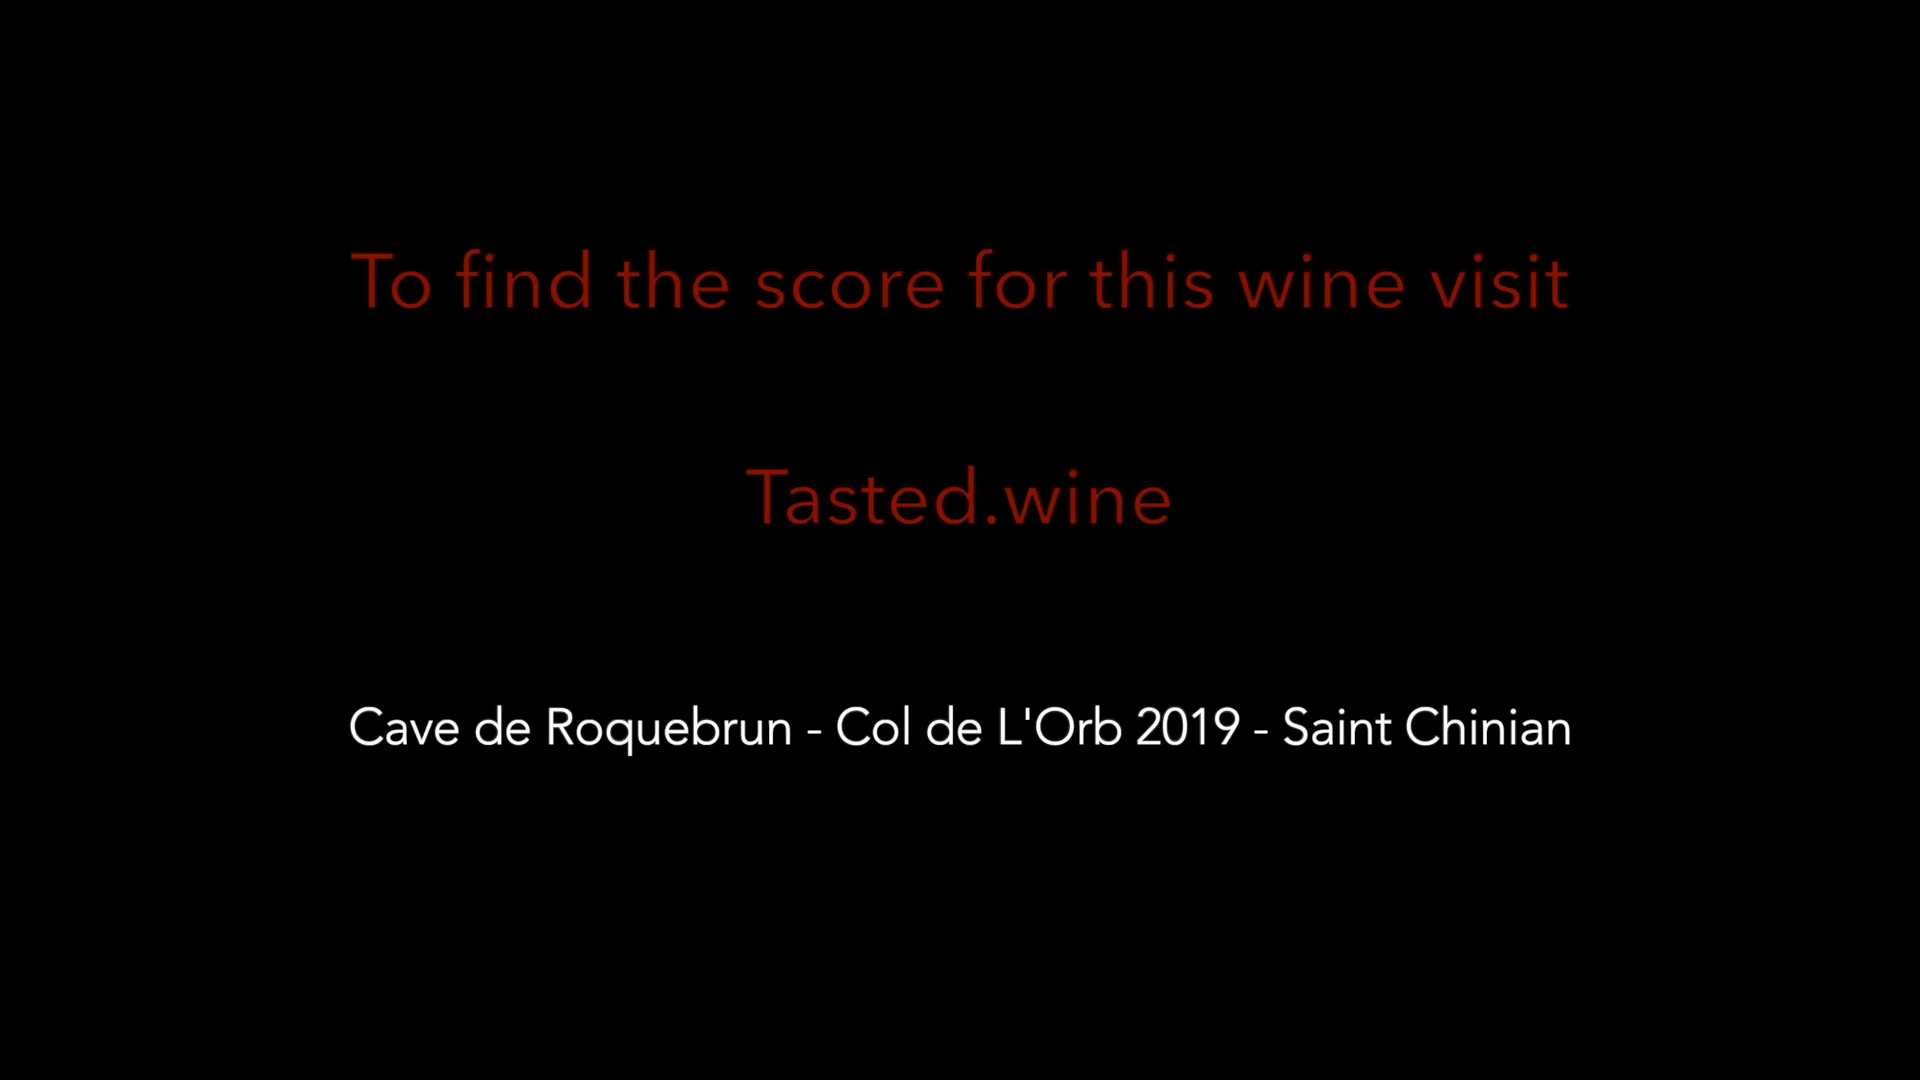 To find the score for this wine visit
Tasted.wine
Cave de Roquebrun - Col de L'Orb 2019 - Saint Chinian